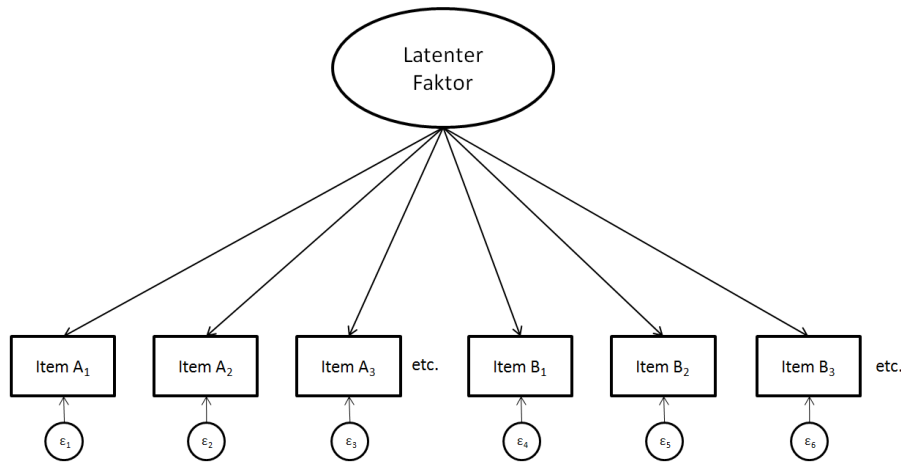 Latenter
Faktor
Item A₁
Item A₂
Item A₃
etc.
Item B₁
Item B₂
Item B₃
etc.
ε₁
ε₂
ε₃
ε₄
ε₅
ε₆